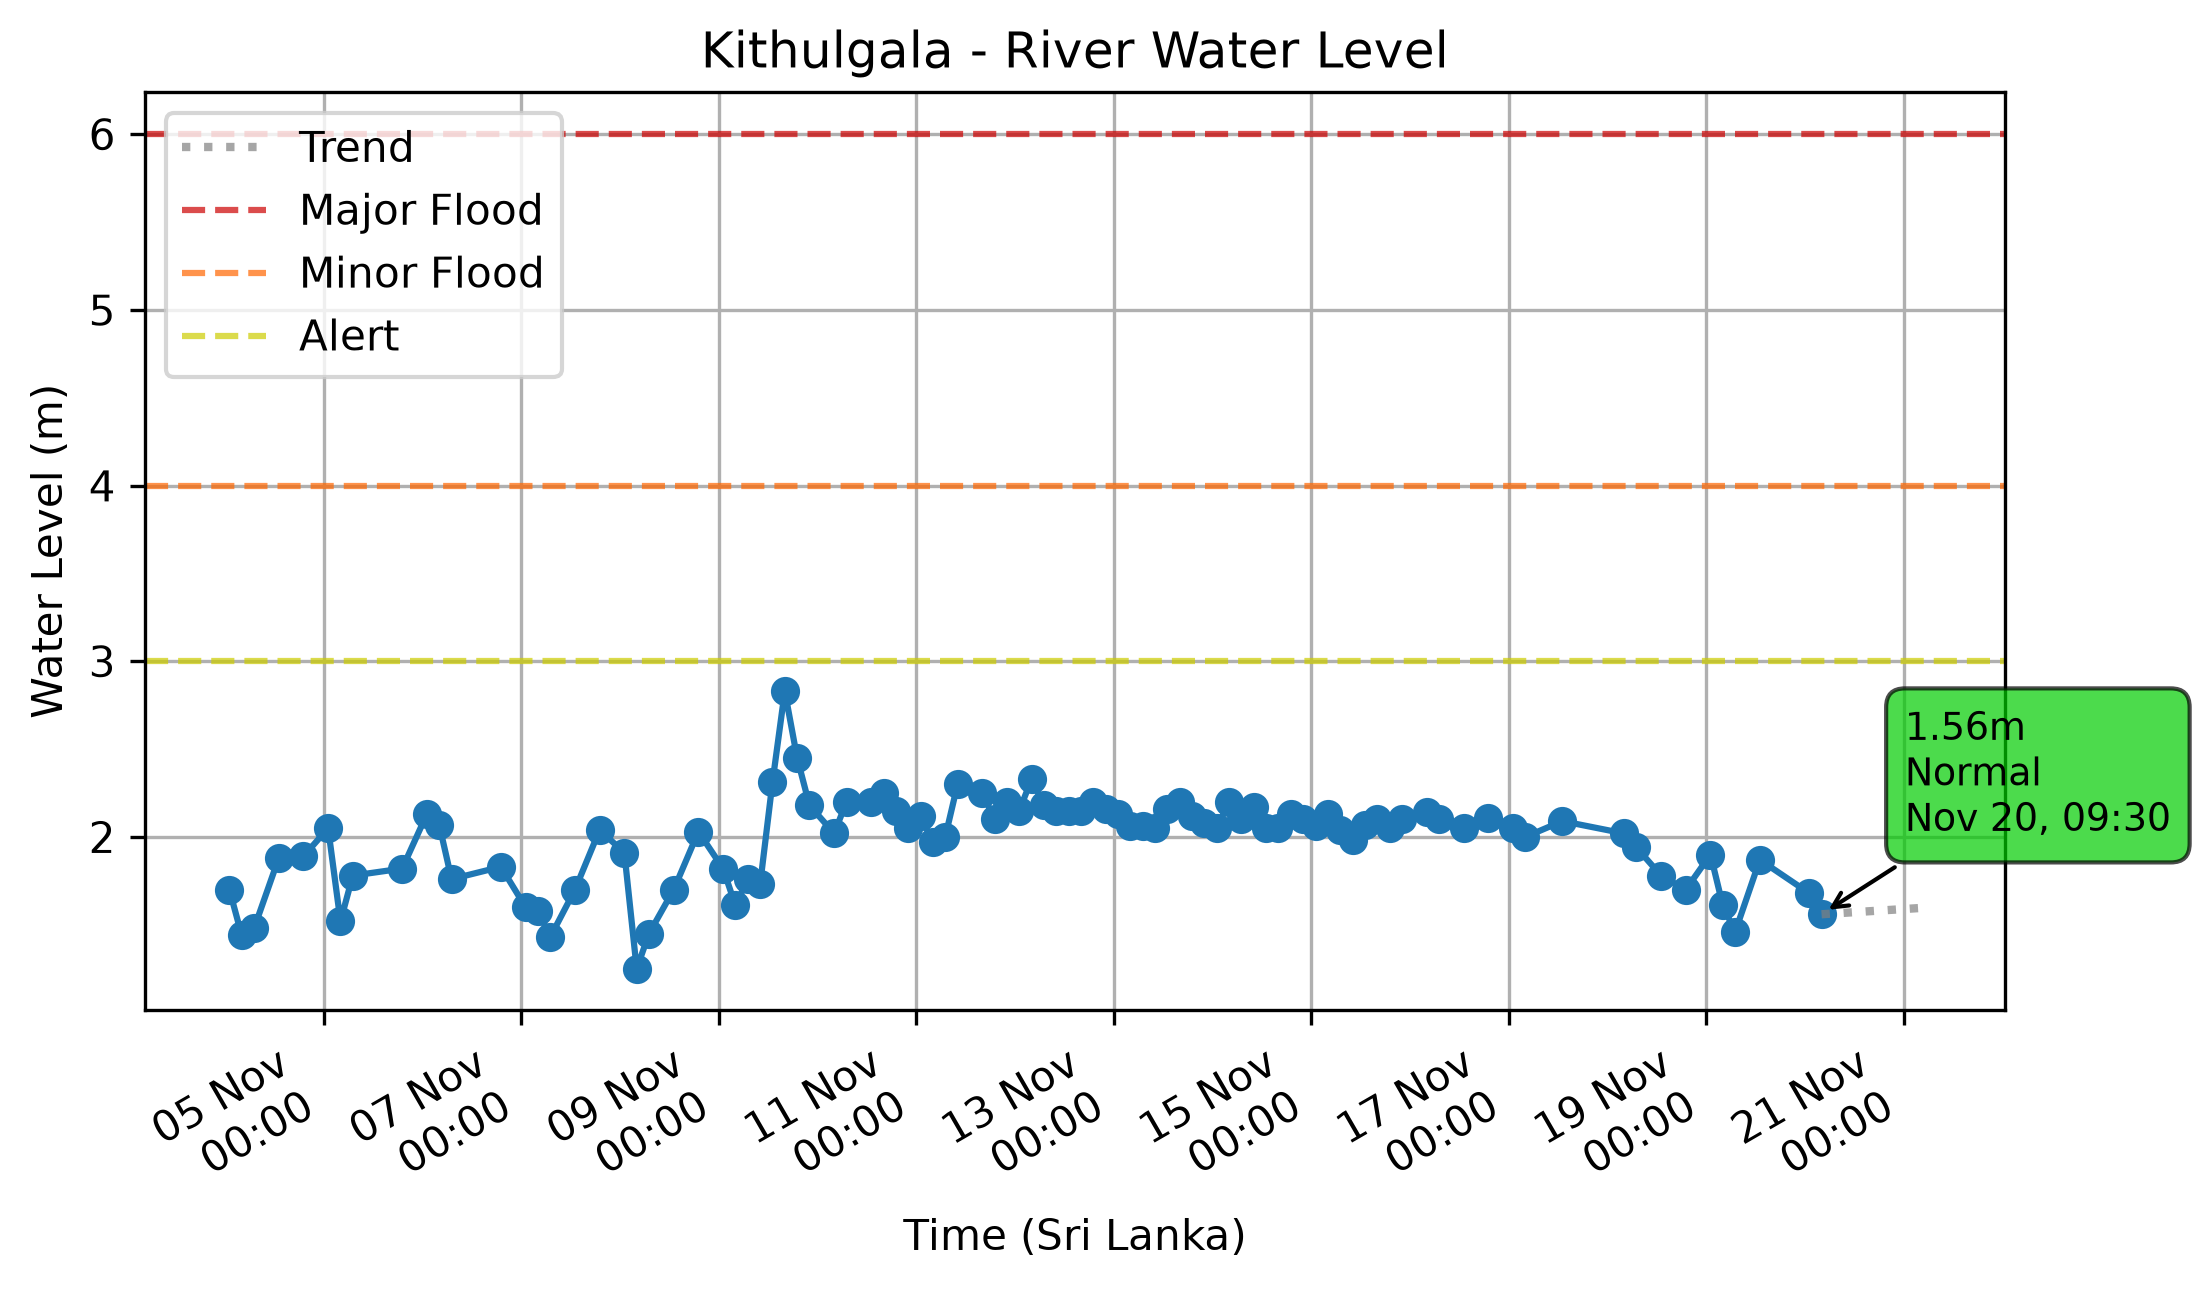 Kithulgala - River Water Level
Trend
Major Flood
Minor Flood
Alert
6
5
4
3
2
Water Level (m)
1.56m
Normal
Nov 20, 09:30
05 Nov
00:00
07 Nov
00:00
09 Nov
00:00
11 Nov
00:00
13 Nov
00:00
15 Nov
00:00
17 Nov
00:00
19 Nov
00:00
21 Nov
00:00
Time (Sri Lanka)